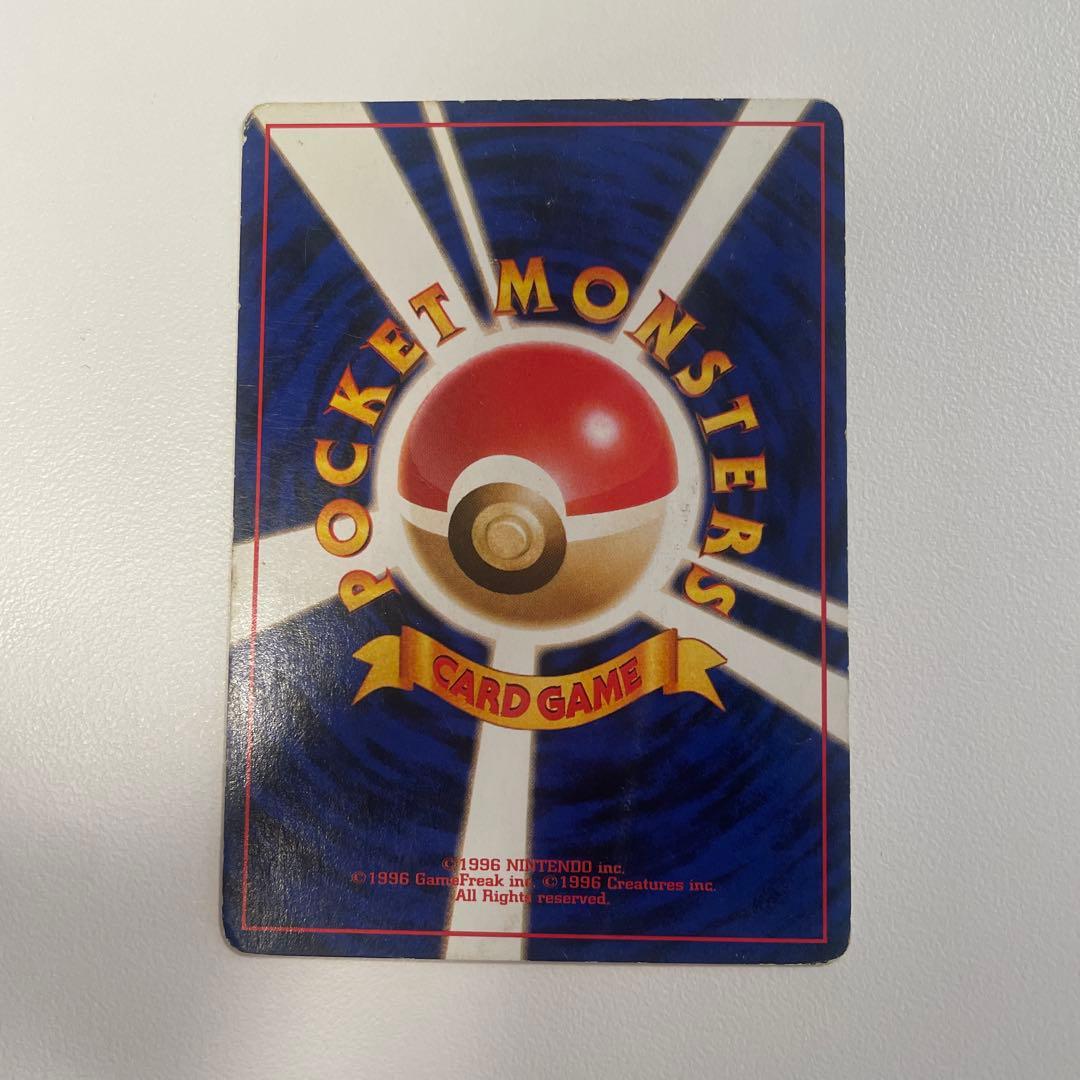 POCKET MONSTERS
CARD GAME
©1996 NINTENDO inc.
©1996 GameFreak inc. ©1996 Creatures inc.
All Rights reserved.